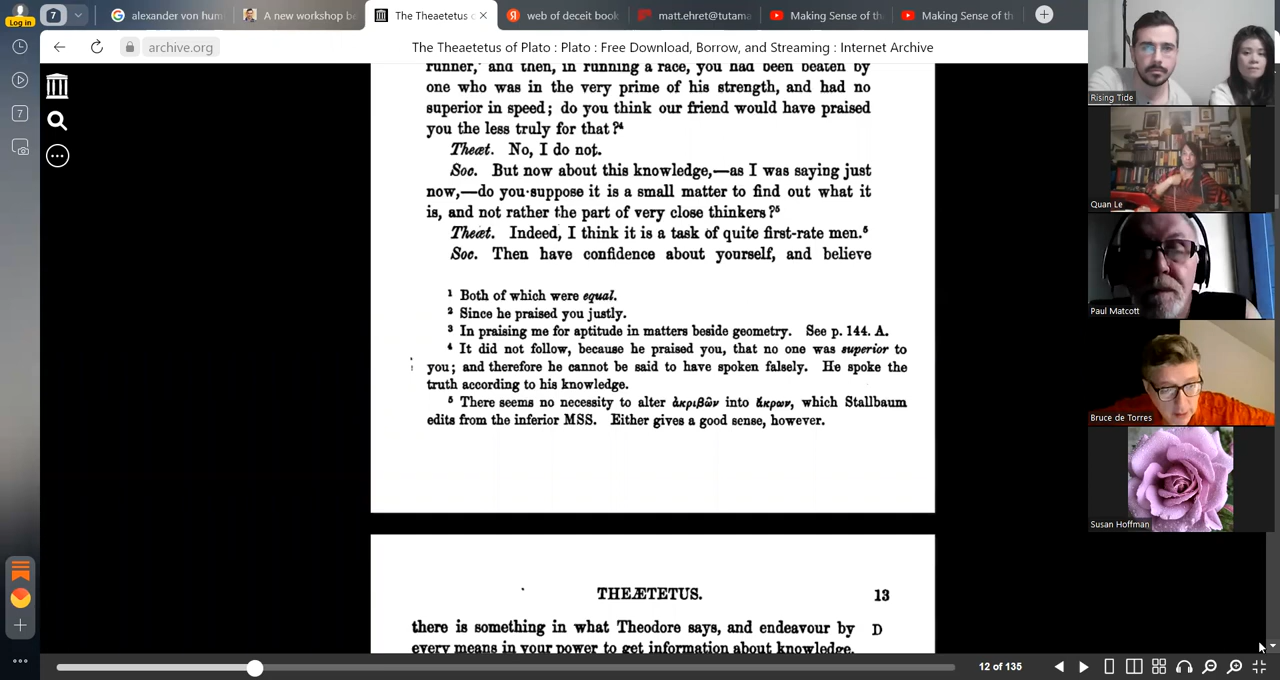 Log in
7
alexander von hum
A new workshop be
The Theaetetus o
web of deceit book
matt.ehret@tutama
Making Sense of th
Making Sense of th
archive.org
The Theaetetus of Plato : Plato : Free Download, Borrow, and Streaming : Internet Archive
7
runner,' and then, in running a race, you had been beaten by
one who was in the very prime of his strength, and had no
superior in speed; do you think our friend would have praised
you the less truly for that?⁴
Theæt. No, I do not.
Soc. But now about this knowledge,—as I was saying just
now,—do you suppose it is a small matter to find out what it
is, and not rather the part of very close thinkers?⁵
Theæt. Indeed, I think it is a task of quite first-rate men.⁵
Soc. Then have confidence about yourself, and believe
¹ Both of which were equal.
² Since he praised you justly.
³ In praising me for aptitude in matters beside geometry. See p. 144. A.
⁴ It did not follow, because he praised you, that no one was superior to
you; and therefore he cannot be said to have spoken falsely. He spoke the
truth according to his knowledge.
⁵ There seems no necessity to alter ἀκριβῶν into ἄκρων, which Stallbaum
edits from the inferior MSS. Either gives a good sense, however.
THEÆTETUS. 13
there is something in what Theodore says, and endeavour by D
every means in your power to get information about knowledge,
12 of 135
Rising Tide
Quan Le
Paul Matcott
Bruce de Torres
Susan Hoffman